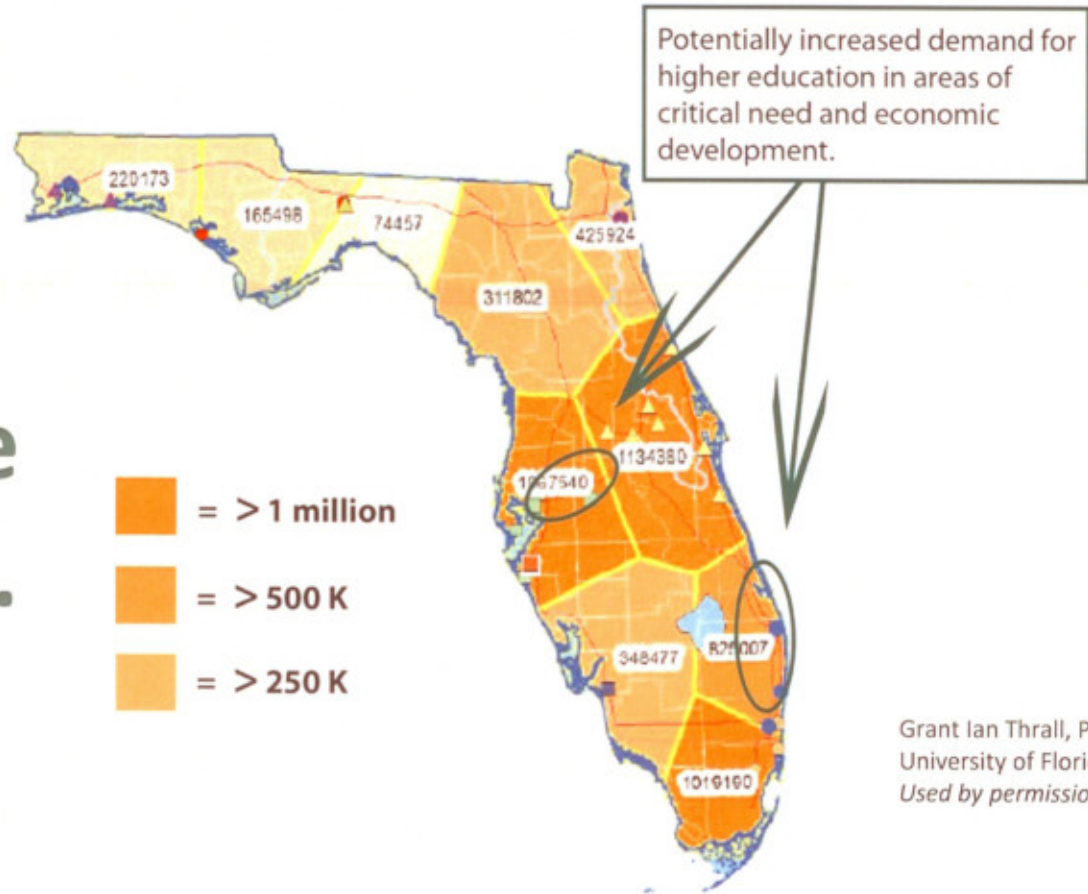 Potentially increased demand for
higher education in areas of
critical need and economic
development.
220173
165498
74457
425924
311802
1134380
e
.
= > 1 million
= > 500 K
= > 250 K
348477
1019190
Grant Ian Thrall, P
University of Flori
Used by permissio